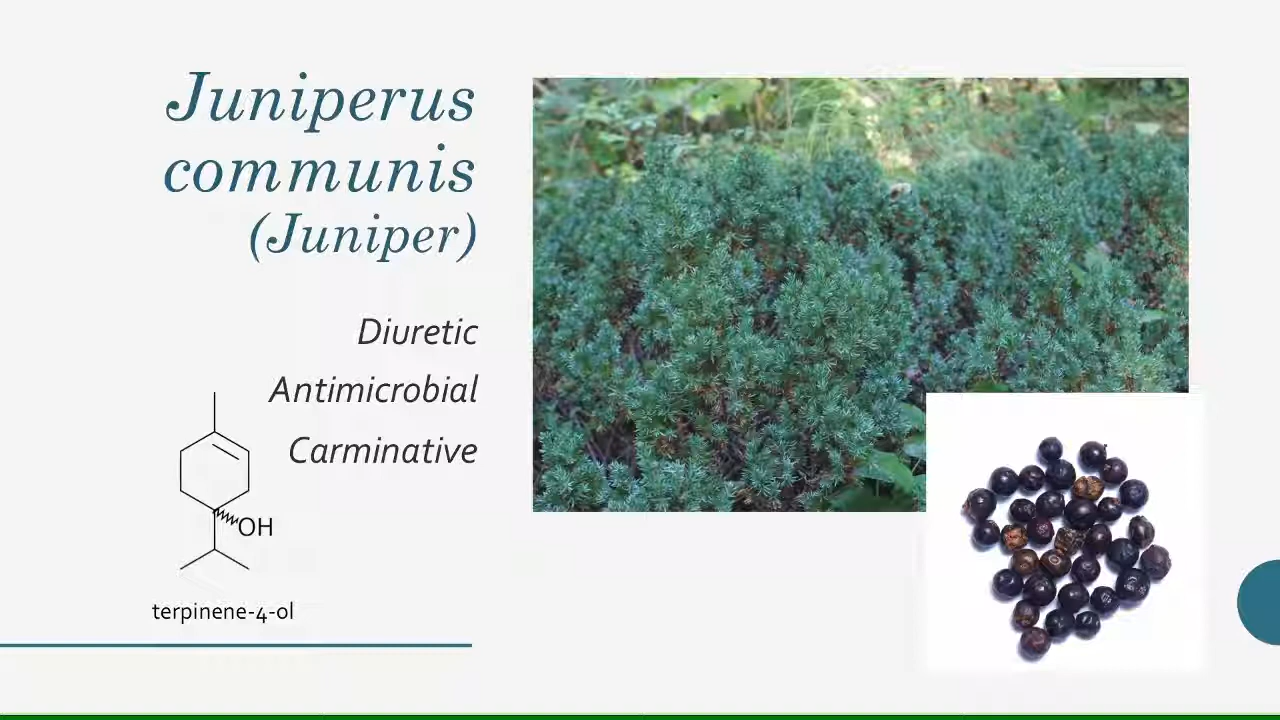 Juniperus
communis
(Juniper)
Diuretic
Antimicrobial
Carminative
OH
terpinene-4-ol